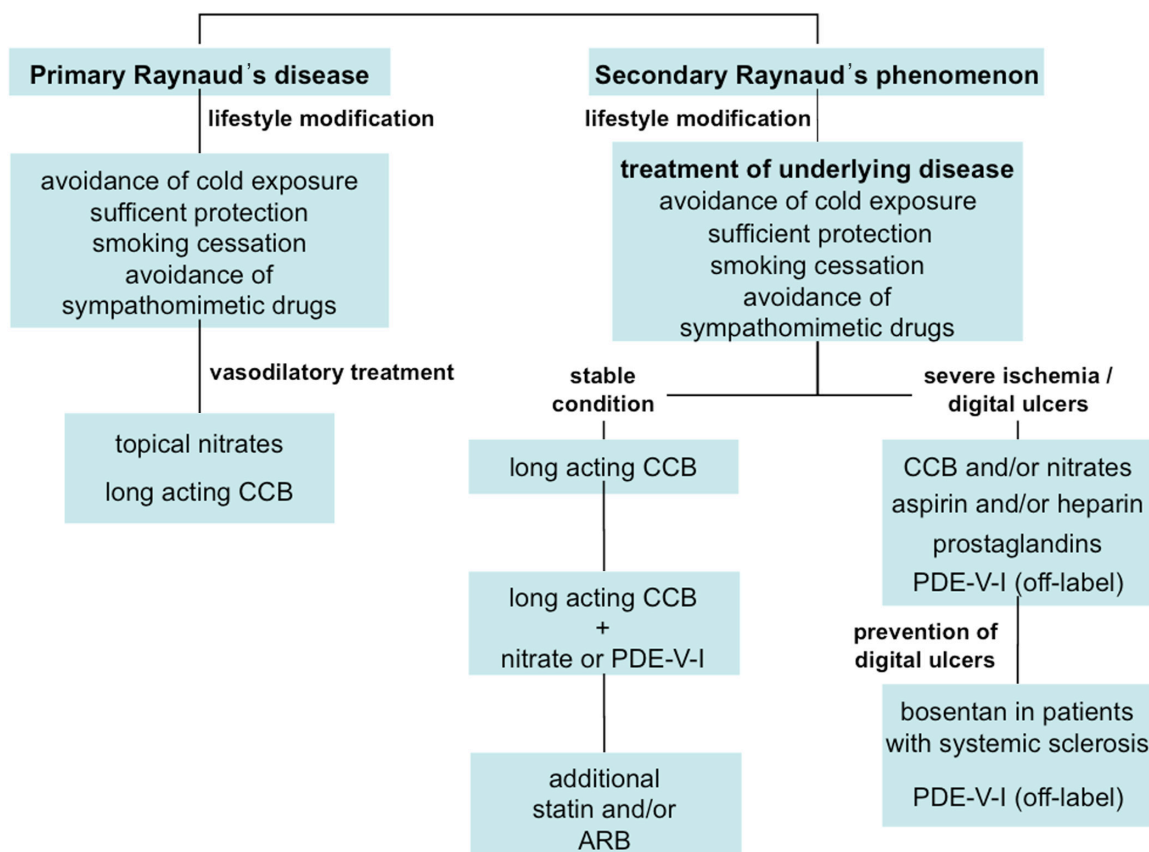 Primary Raynaud's disease
lifestyle modification
avoidance of cold exposure
sufficent protection
smoking cessation
avoidance of
sympathomimetic drugs
vasodilatory treatment
topical nitrates
long acting CCB
Secondary Raynaud's phenomenon
lifestyle modification
treatment of underlying disease
avoidance of cold exposure
sufficient protection
smoking cessation
avoidance of
sympathomimetic drugs
stable
condition
long acting CCB
long acting CCB
+
nitrate or PDE-V-I
additional
statin and/or
ARB
severe ischemia /
digital ulcers
CCB and/or nitrates
aspirin and/or heparin
prostaglandins
PDE-V-I (off-label)
prevention of
digital ulcers
bosentan in patients
with systemic sclerosis
PDE-V-I (off-label)